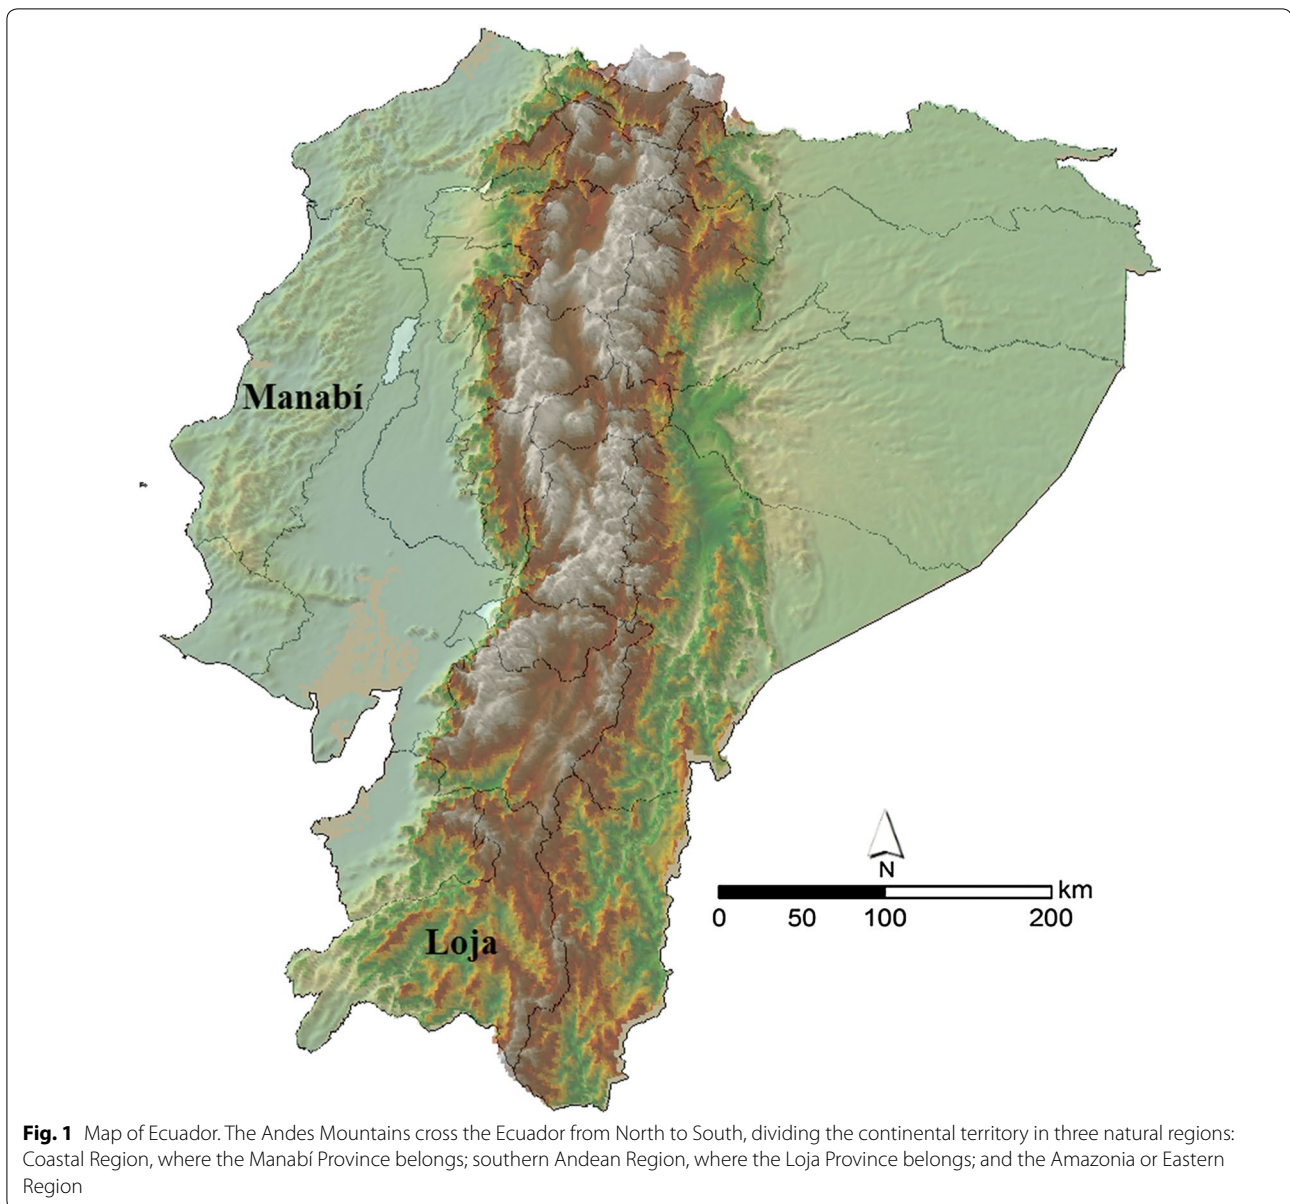 Manabí
Loja
N
km
0 50 100 200
Fig. 1 Map of Ecuador. The Andes Mountains cross the Ecuador from North to South, dividing the continental territory in three natural regions:
Coastal Region, where the Manabí Province belongs; southern Andean Region, where the Loja Province belongs; and the Amazonia or Eastern
Region